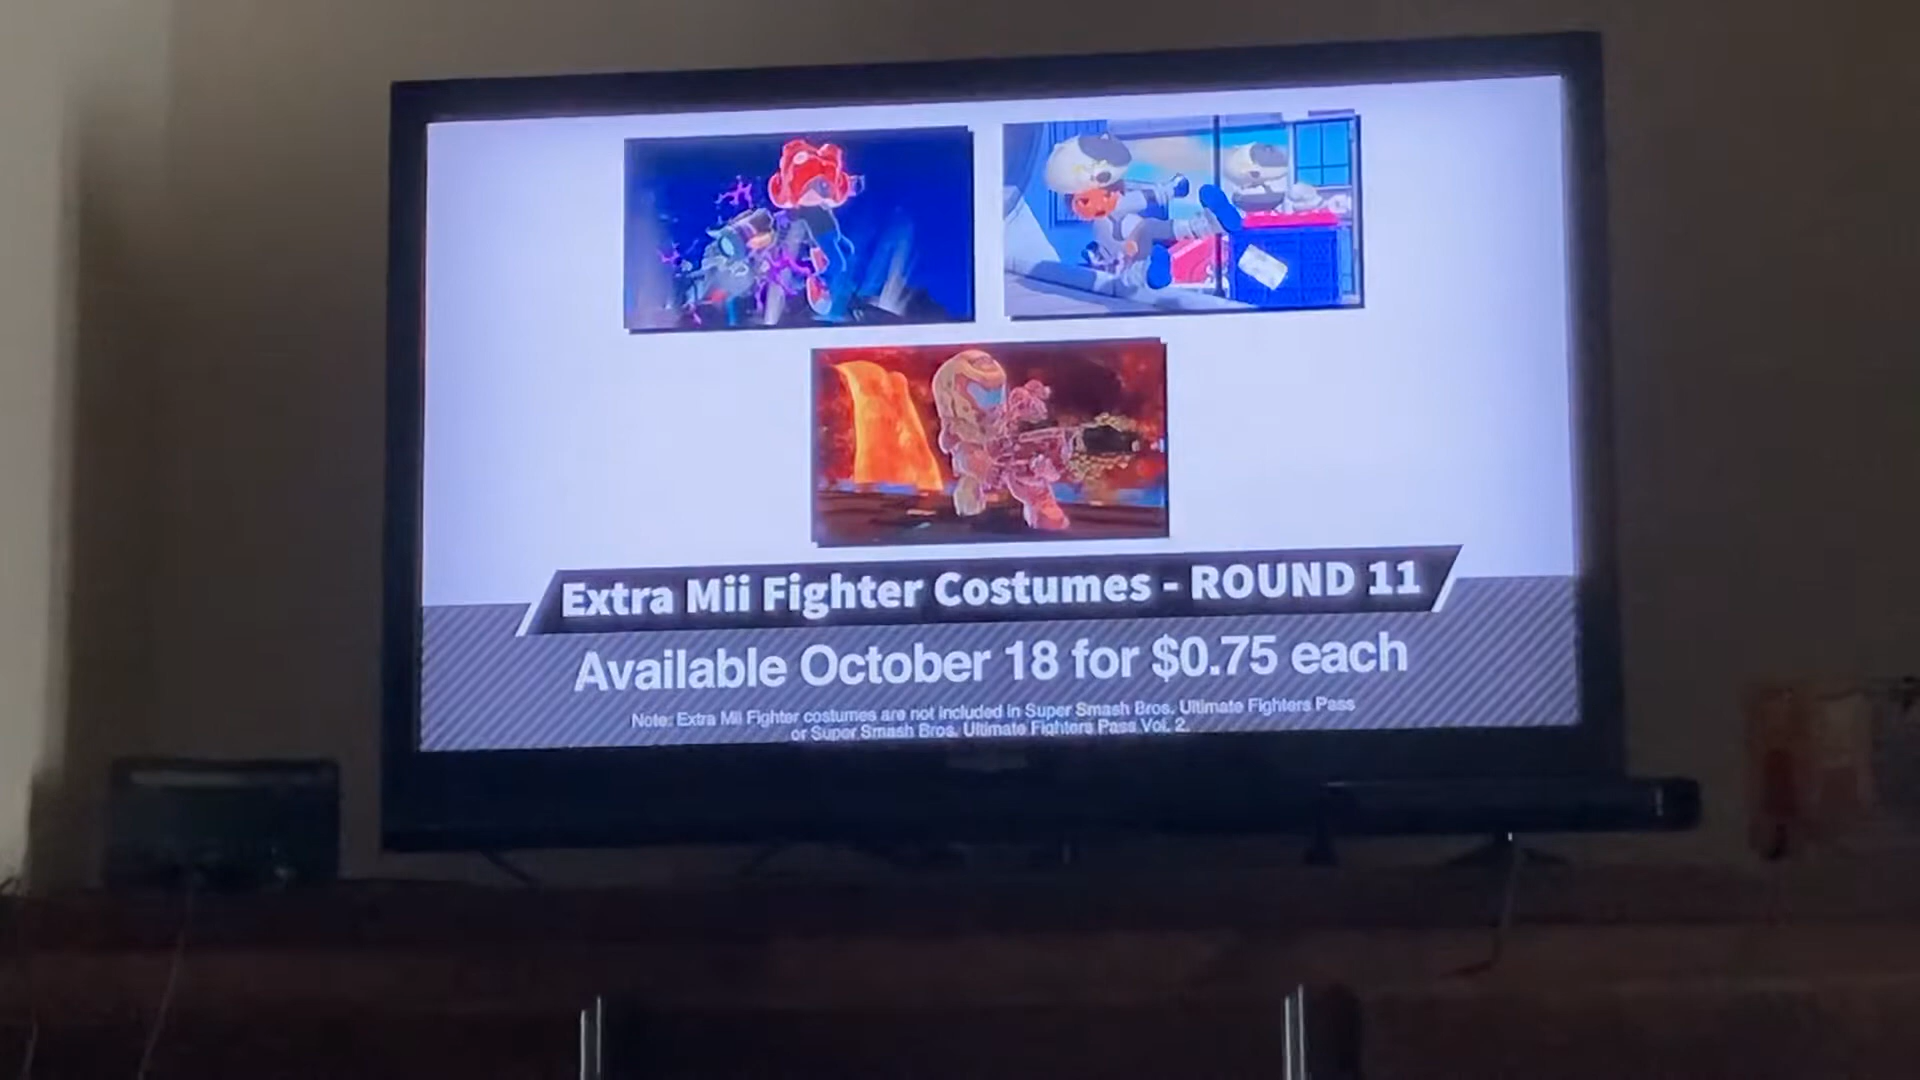 Extra Mii Fighter Costumes - ROUND 11
Available October 18 for $0.75 each
Note: Extra Mii Fighter costumes are not included in Super Smash Bros. Ultimate Fighters Pass
or Super Smash Bros. Ultimate Fighters Pass Vol. 2.